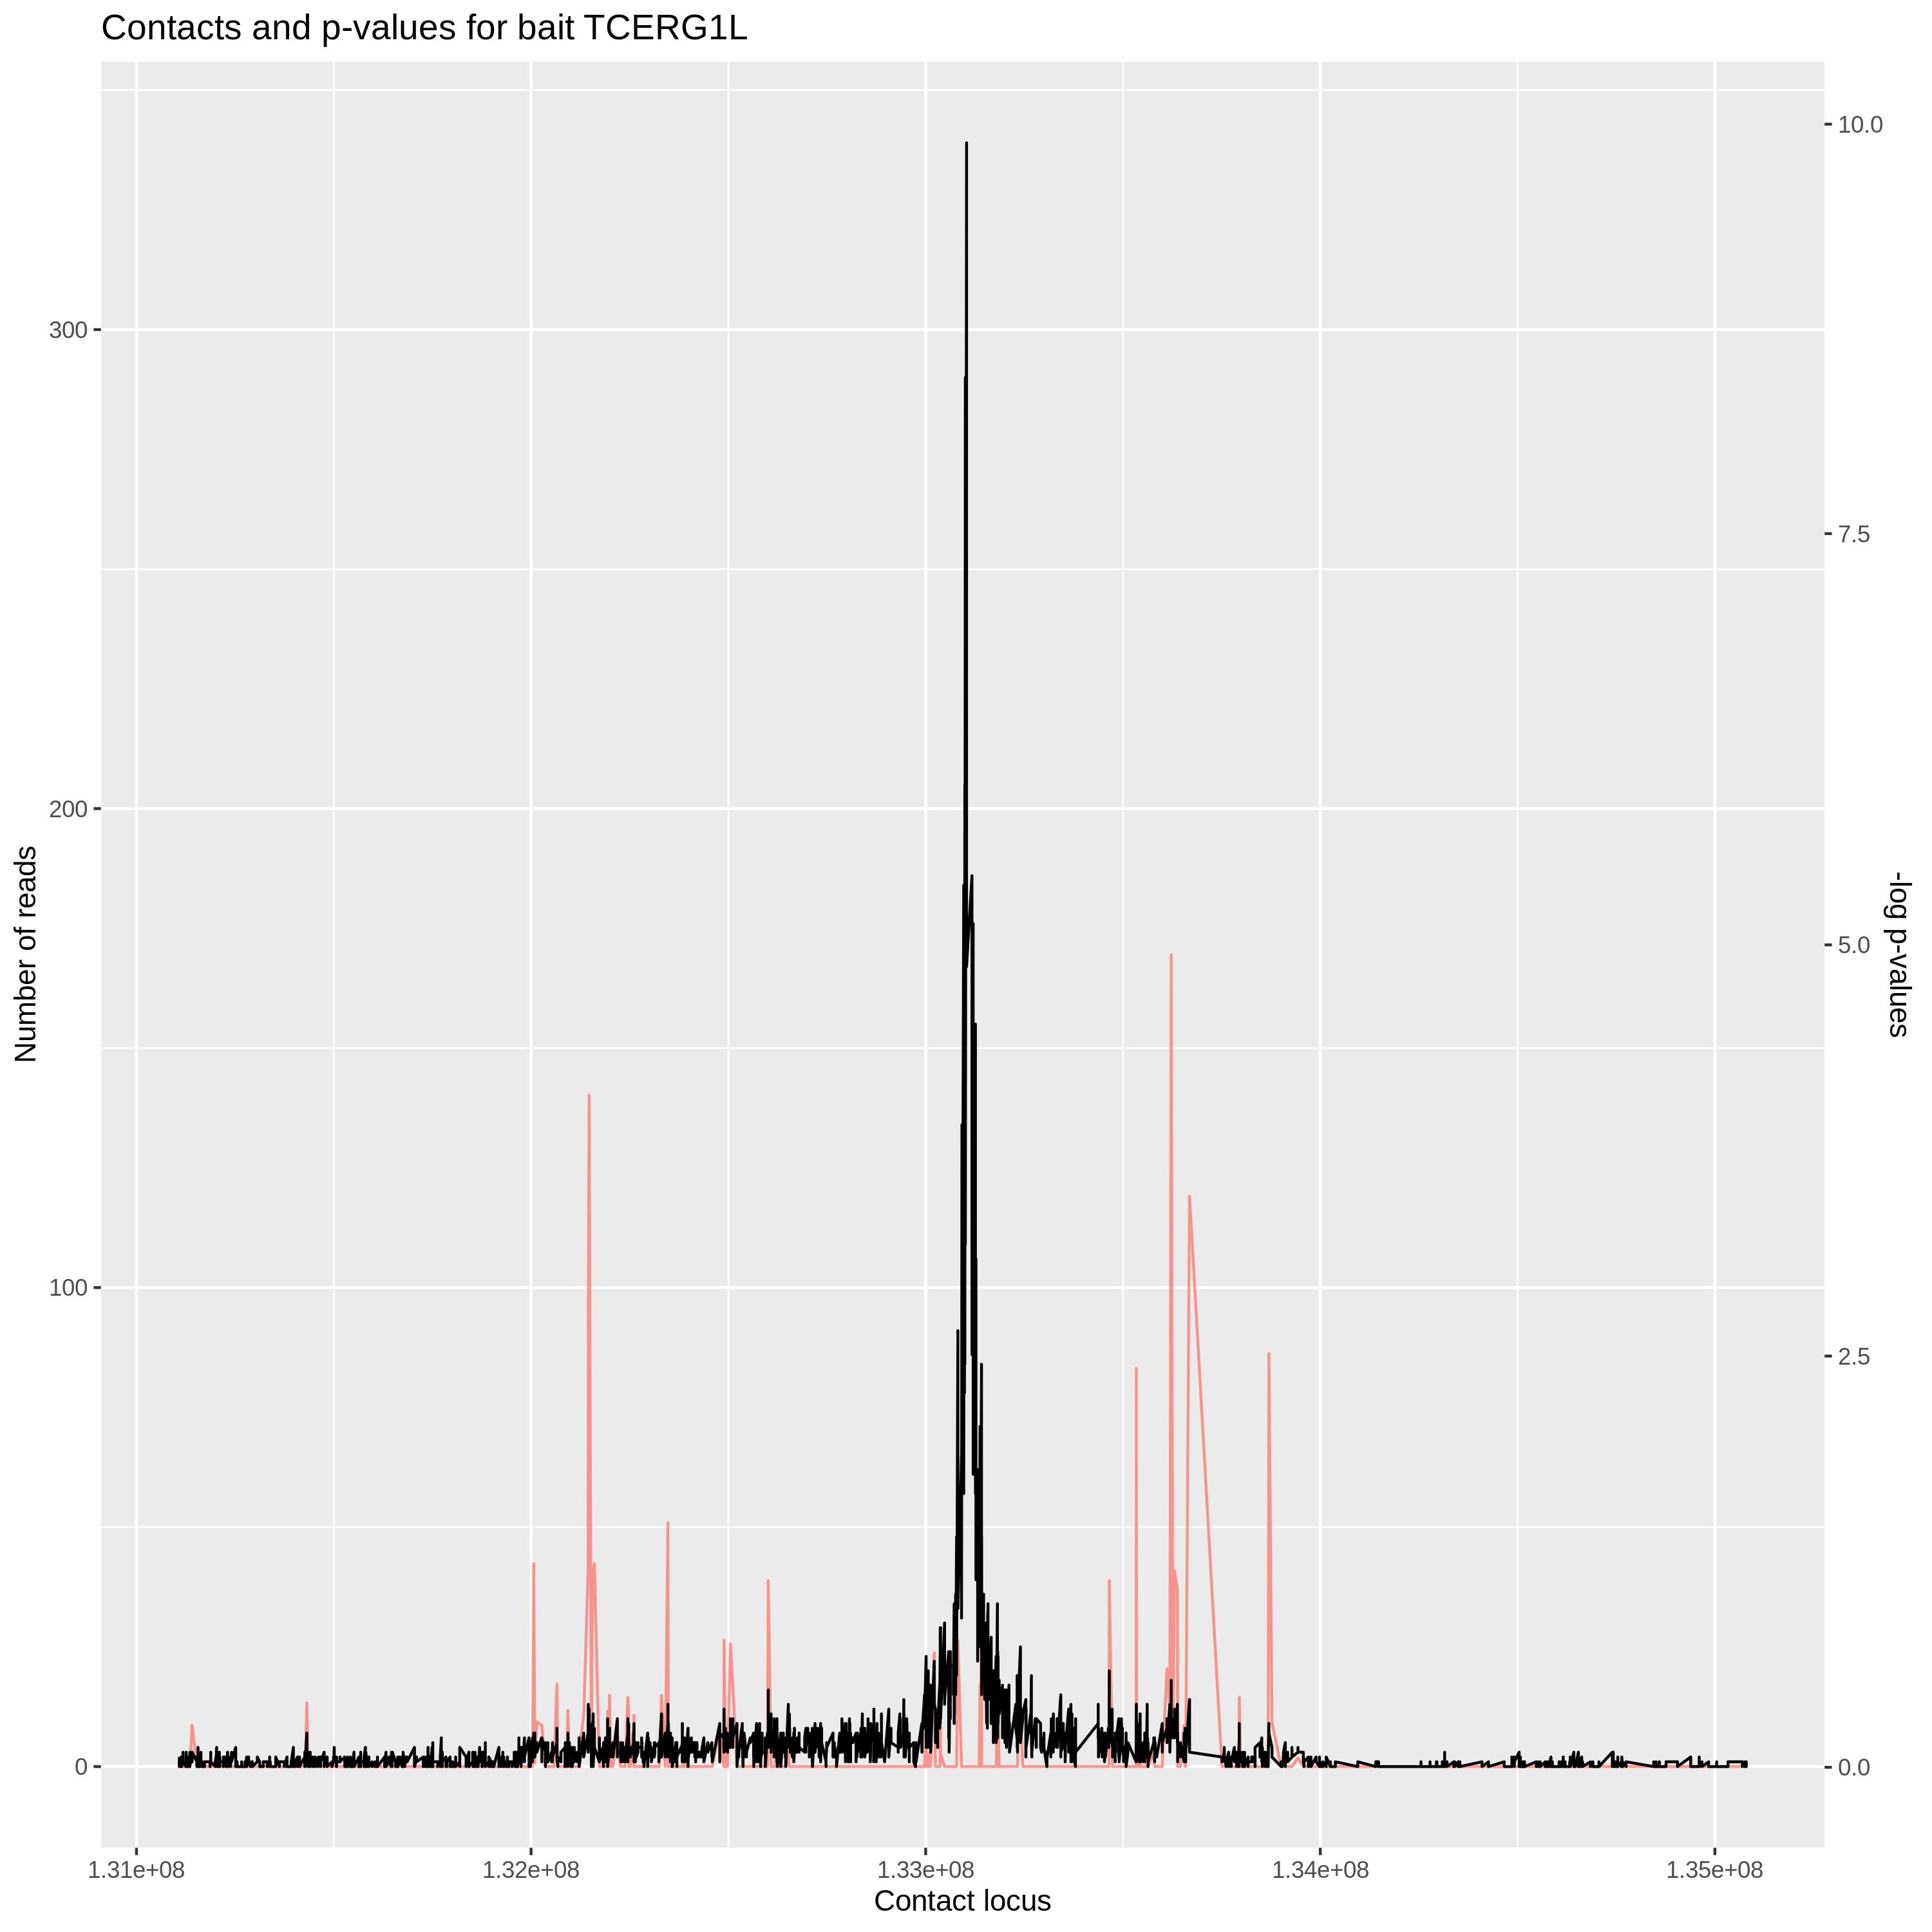 Contacts and p-values for bait TCERG1L
Number of reads
300
200
100
0
10.0
7.5
5.0
2.5
0.0
-log p-values
1.31e+08
1.32e+08
1.33e+08
1.34e+08
1.35e+08
Contact locus